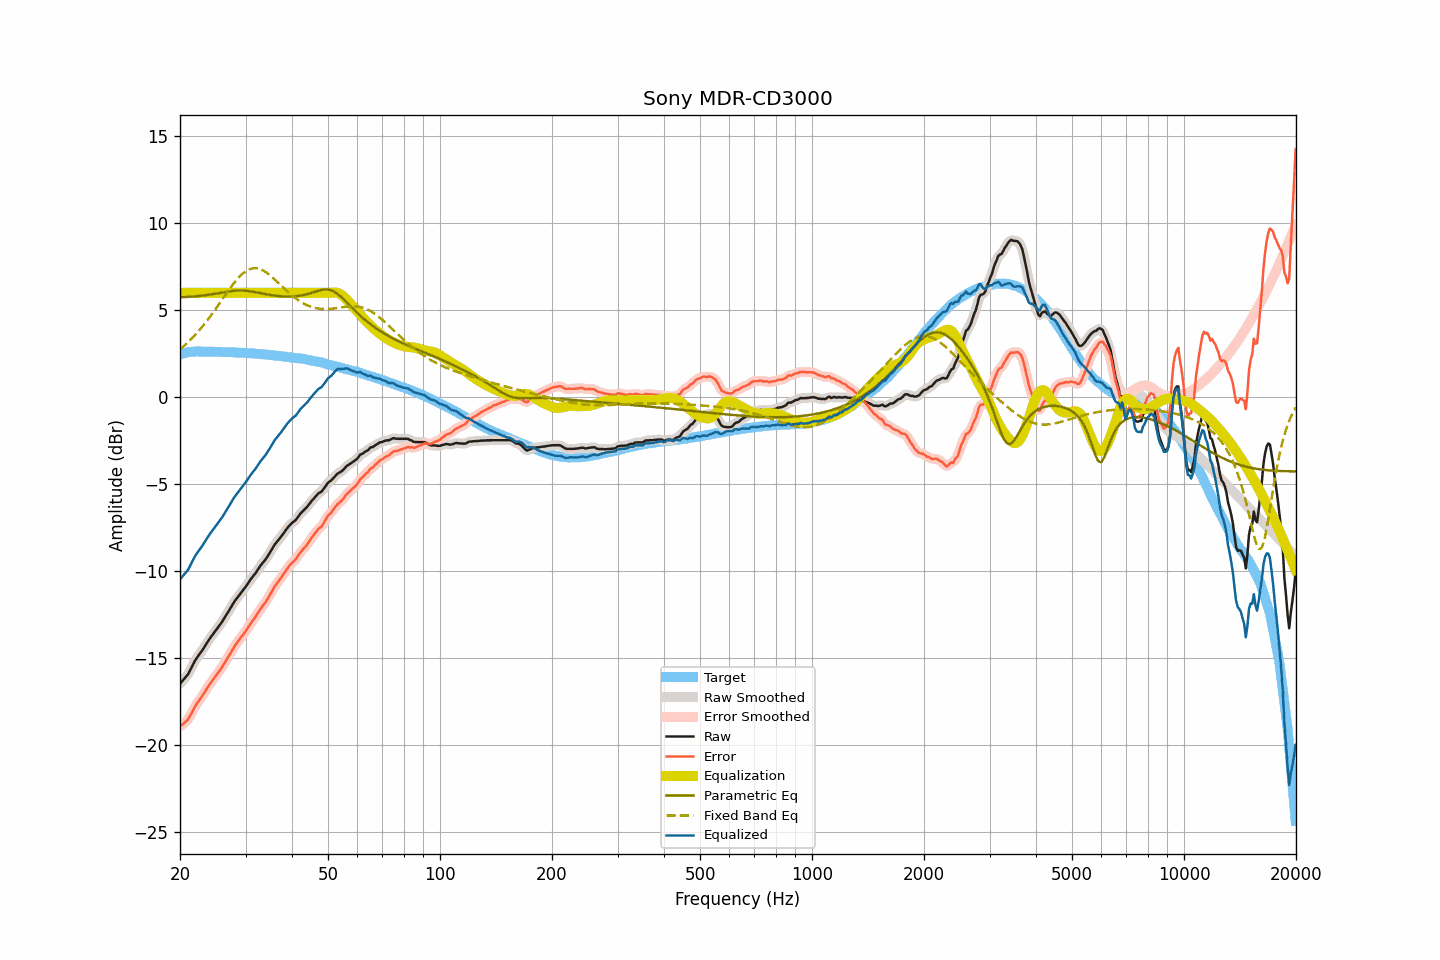 Sony MDR-CD3000
Amplitude (dBr)
15
10
5
0
−5
−10
−15
−20
−25
Target
Raw Smoothed
Error Smoothed
Raw
Error
Equalization
Parametric Eq
Fixed Band Eq
Equalized
20 50 100 200 500 1000 2000 5000 10000 20000
Frequency (Hz)